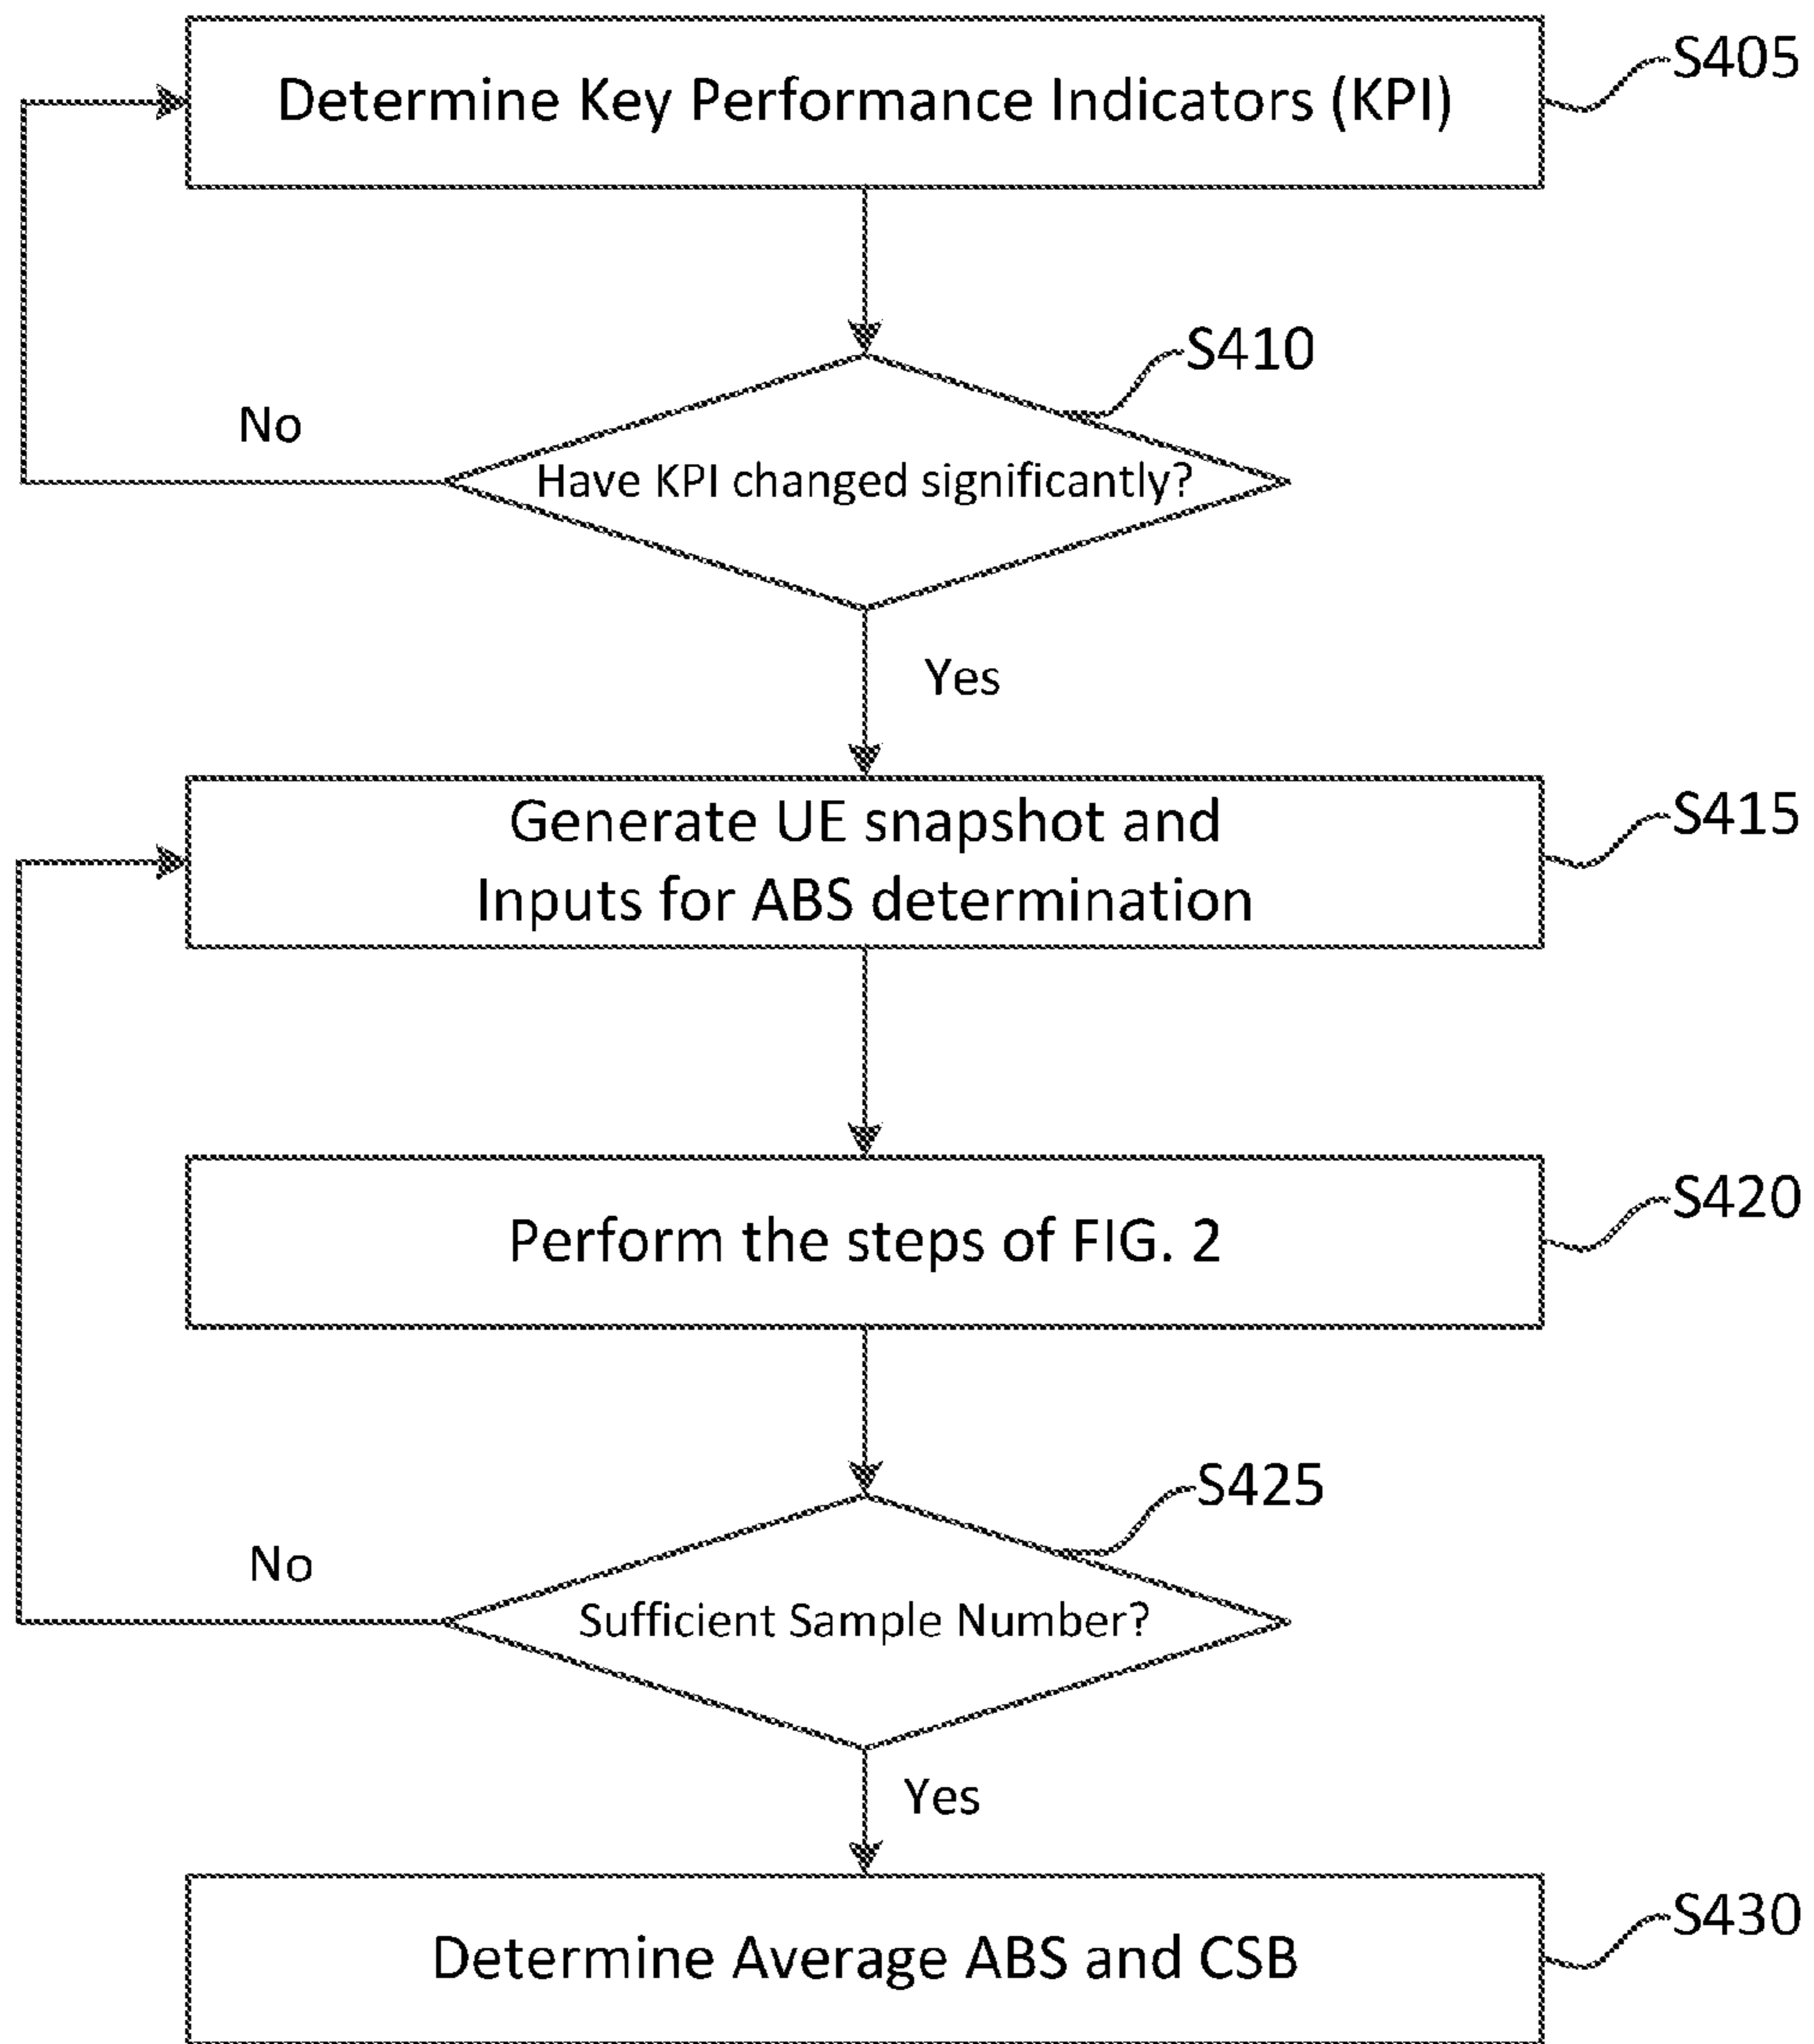 Determine Key Performance Indicators (KPI)
S405
S410
No
Have KPI changed significantly?
Yes
Generate UE snapshot and
Inputs for ABS determination
S415
Perform the steps of FIG. 2
S420
S425
No
Sufficient Sample Number?
Yes
Determine Average ABS and CSB
S430